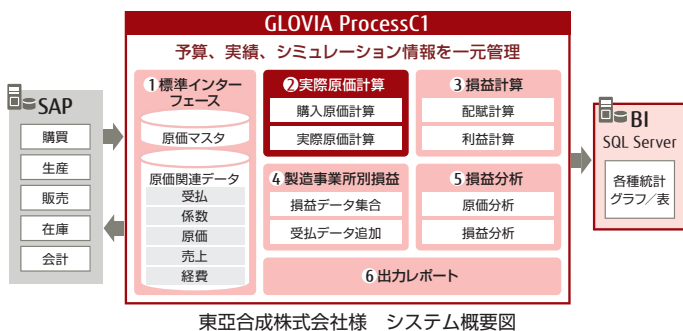 GLOVIA ProcessC1
予算、実績、シミュレーション情報を一元管理
SAP
購買
生産
販売
在庫
会計
①標準インター
フェース
原価マスタ
原価関連データ
受払
係数
原価
売上
経費
②実際原価計算
購入原価計算
実際原価計算
③損益計算
配賦計算
利益計算
④製造事業所別損益
損益データ集合
受払データ追加
⑤損益分析
原価分析
損益分析
⑥出力レポート
BI
SQL Server
各種統計
グラフ／表
東亞合成株式会社様　システム概要図